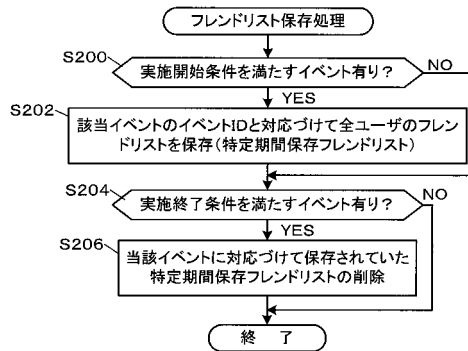 フレンドリスト保存処理
S200
実施開始条件を満たすイベント有り?
NO
YES
S202
該当イベントのイベントIDと対応づけて全ユーザのフレン
ドリストを保存(特定期間保存フレンドリスト)
S204
実施終了条件を満たすイベント有り?
NO
YES
S206
当該イベントに対応づけて保存されていた
特定期間保存フレンドリストの削除
終 了